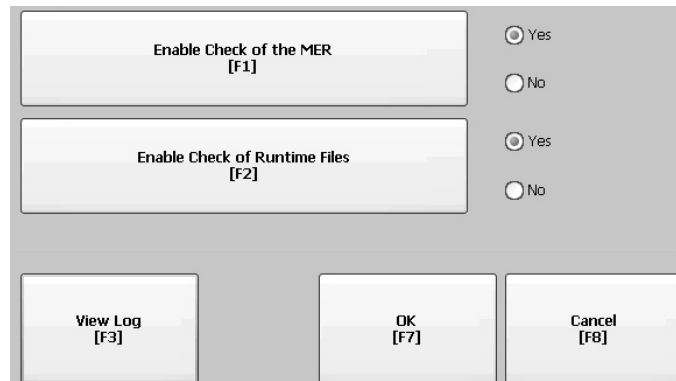 Enable Check of the MER
[F1]
Yes
No
Enable Check of Runtime Files
[F2]
Yes
No
View Log
[F3]
OK
[F7]
Cancel
[F8]